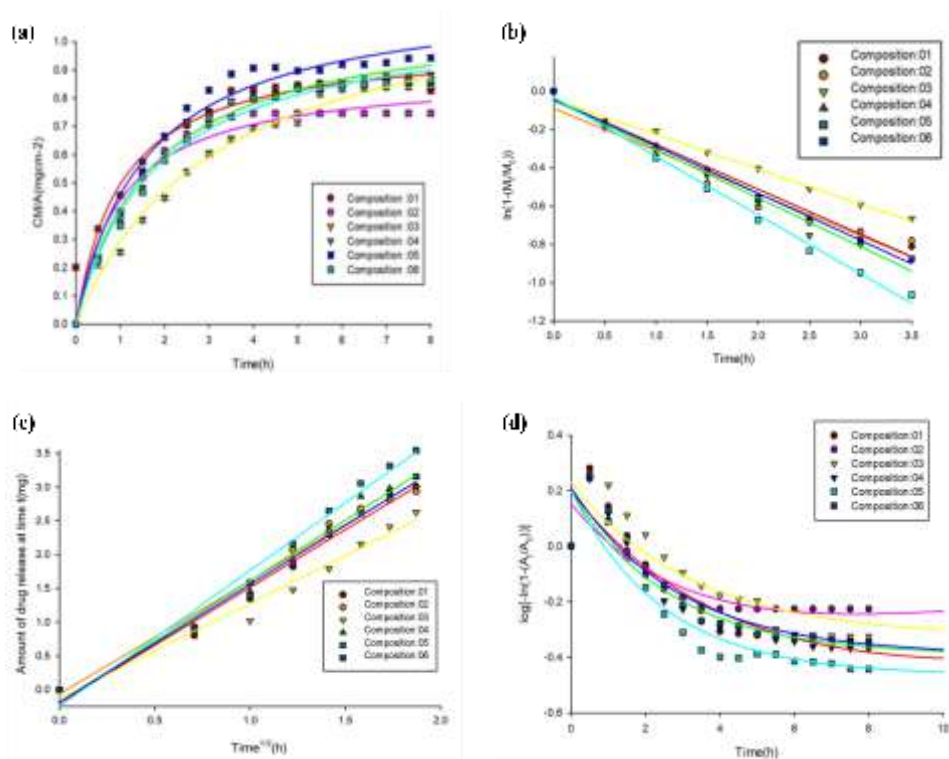 (a)
CM/A(mgcm-2)
1.0
0.9
0.8
0.7
0.6
0.5
0.4
0.3
0.2
0.1
0.0
0 1 2 3 4 5 6 7 8
Time(h)
Composition :01
Composition :02
Composition :03
Composition :04
Composition :05
Composition :06
(b)
ln(1-(Mt/M0))
0.0
-0.2
-0.4
-0.6
-0.8
-1.0
-1.2
0.0 0.5 1.0 1.5 2.0 2.5 3.0 3.5
Time(h)
Composition:01
Composition:02
Composition:03
Composition:04
Composition:05
Composition:06
(c)
Amount of drug release at time t(mg)
3.5
3.0
2.5
2.0
1.5
1.0
0.5
0.0
0.0 0.5 1.0 1.5 2.0
Time1/2(h)
Composition:01
Composition:02
Composition:03
Composition:04
Composition:05
Composition:06
(d)
0.4
0.2
0.0
-0.2
-0.4
-0.6
0 2 4 6 8 10
Time(h)
Composition:01
Composition:02
Composition:03
Composition:04
Composition:05
Composition:06